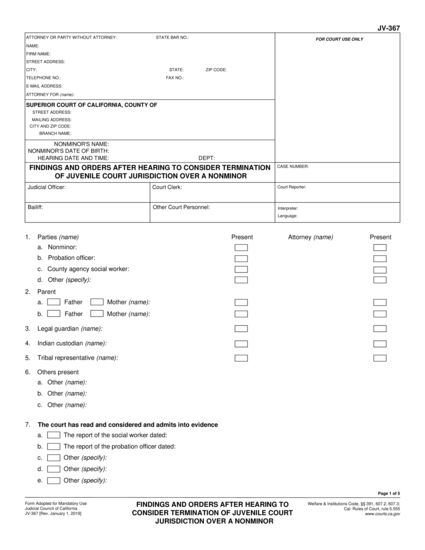 JV-367
ATTORNEY OR PARTY WITHOUT ATTORNEY: STATE BAR NO.:
NAME:
FIRM NAME:
STREET ADDRESS:
CITY: STATE: ZIP CODE:
TELEPHONE NO.: FAX NO.:
E-MAIL ADDRESS:
ATTORNEY FOR (name):
FOR COURT USE ONLY
SUPERIOR COURT OF CALIFORNIA, COUNTY OF
STREET ADDRESS:
MAILING ADDRESS:
CITY AND ZIP CODE:
BRANCH NAME:
NONMINOR'S NAME:
NONMINOR'S DATE OF BIRTH:
HEARING DATE AND TIME: DEPT:
FINDINGS AND ORDERS AFTER HEARING TO CONSIDER TERMINATION
OF JUVENILE COURT JURISDICTION OVER A NONMINOR
CASE NUMBER:
Judicial Officer: Court Clerk: Court Reporter:
Bailiff: Other Court Personnel: Interpreter:
Language:
1. Parties (name) Present Attorney (name) Present
a. Nonminor:
b. Probation officer:
c. County agency social worker:
d. Other (specify):
2. Parent
a. Father Mother (name):
b. Father Mother (name):
3. Legal guardian (name):
4. Indian custodian (name):
5. Tribal representative (name):
6. Others present
a. Other (name):
b. Other (name):
c. Other (name):
7. The court has read and considered and admits into evidence
a. The report of the social worker dated:
b. The report of the probation officer dated:
c. Other (specify):
d. Other (specify):
e. Other (specify):
Page 1 of 5
Form Adopted for Mandatory Use
Judicial Council of California
JV-367 [Rev. January 1, 2019]
FINDINGS AND ORDERS AFTER HEARING TO
CONSIDER TERMINATION OF JUVENILE COURT
JURISDICTION OVER A NONMINOR
Welfare & Institutions Code, §§ 391, 607.2, 607.3;
Cal. Rules of Court, rule 5.555
www.courts.ca.gov